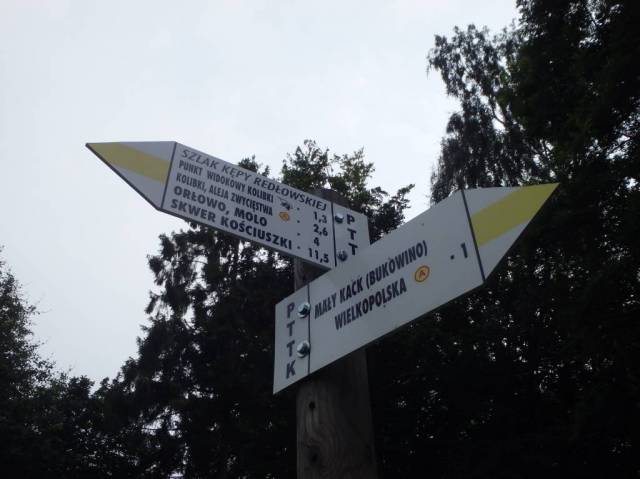 SZLAK KĘPY REDŁOWSKIEJ
PUNKT WIDOKOWY KOLIBKI - 1,3
KOLIBKI, ALEJA ZWYCIĘSTWA A - 2,6
ORŁOWO, MOLO - 4
SKWER KOŚCIUSZKI - 11,5
PTT
MAŁY KACK (BUKOWINO) - 1
WIELKOPOLSKA A
PTTK